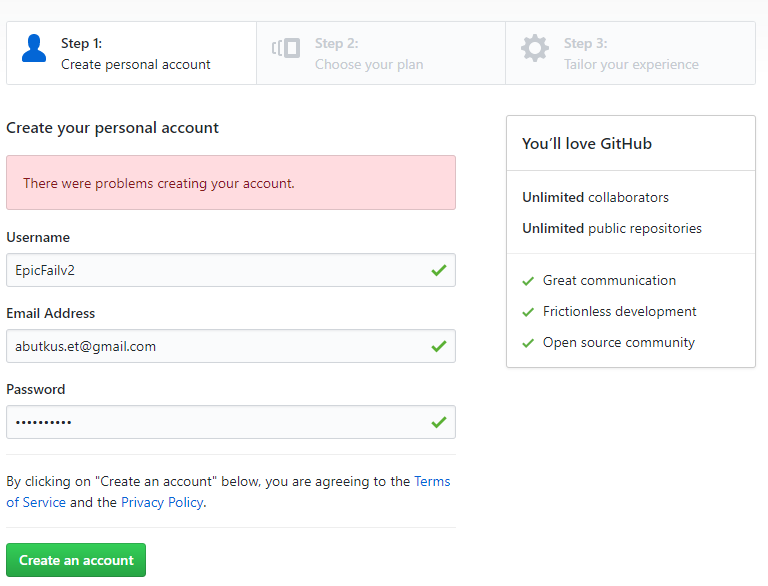 Step 1:
Create personal account
Step 2:
Choose your plan
Step 3:
Tailor your experience
Create your personal account
There were problems creating your account.
Username
EpicFailv2
Email Address
abutkus.et@gmail.com
Password
••••••••••
By clicking on "Create an account" below, you are agreeing to the Terms
of Service and the Privacy Policy.
Create an account
You'll love GitHub
Unlimited collaborators
Unlimited public repositories
Great communication
Frictionless development
Open source community